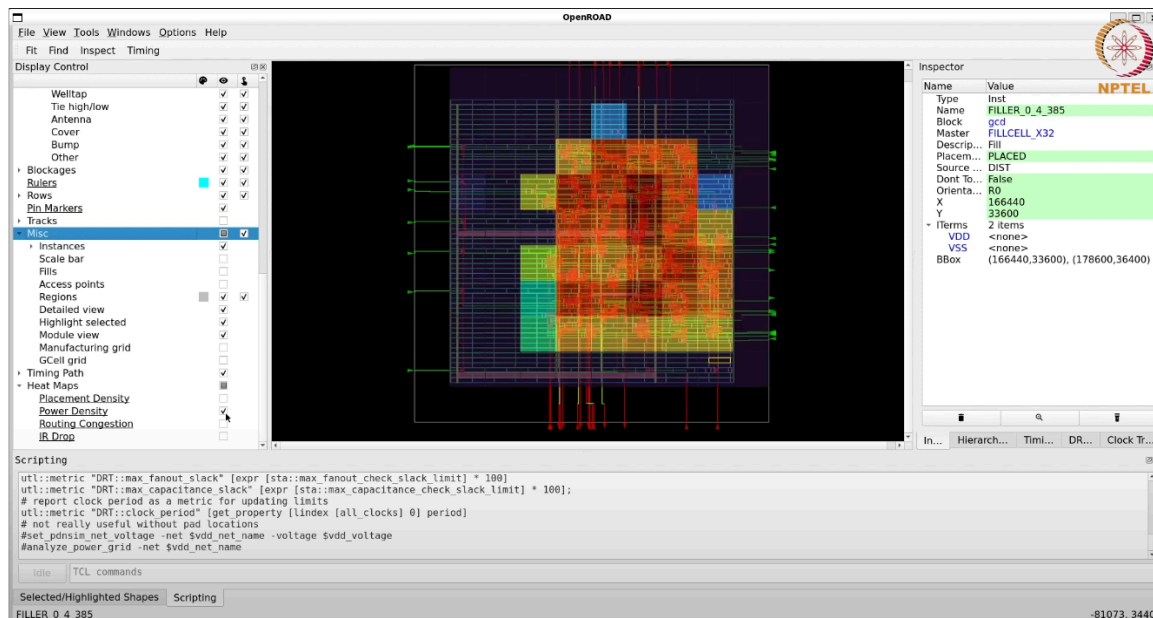 OpenROAD
File View Tools Windows Options Help
Fit Find Inspect Timing
Display Control
Welltap
Tie high/low
Antenna
Cover
Bump
Other
Blockages
Rulers
Rows
Pin Markers
Tracks
Misc
Instances
Scale bar
Fills
Access points
Regions
Detailed view
Highlight selected
Module view
Manufacturing grid
GCell grid
Timing Path
Heat Maps
Placement Density
Power Density
Routing Congestion
IR Drop
Inspector
NPTEL
Name Value
Type Inst
Name FILLER_0_4_385
Block gcd
Master FILLCELL_X32
Descrip... Fill
Placem... PLACED
Source ... DIST
Dont To... False
Orienta... R0
X 166440
Y 33600
ITerms 2 items
VDD <none>
VSS <none>
BBox (166440,33600), (178600,36400)
In... Hierarch... Timi... DR... Clock Tr...
Scripting
utl::metric "DRT::max_fanout_slack" [expr [sta::max_fanout_check_slack_limit] * 100]
utl::metric "DRT::max_capacitance_slack" [expr [sta::max_capacitance_check_slack_limit] * 100];
# report clock period as a metric for updating limits
utl::metric "DRT::clock_period" [get_property [lindex [all_clocks] 0] period]
# not really useful without pad locations
#set_pdnsim_net_voltage -net $vdd_net_name -voltage $vdd_voltage
#analyze_power_grid -net $vdd_net_name
Idle TCL commands
Selected/Highlighted Shapes Scripting
FILLER_0_4_385 -81073, 3440